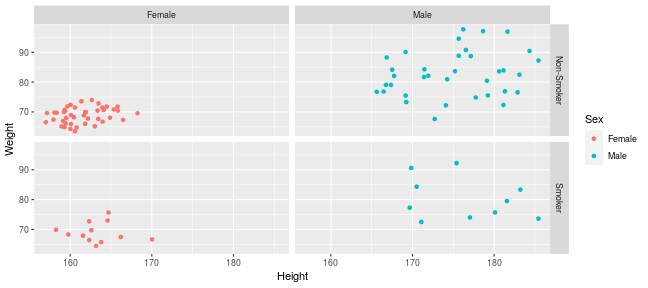 Female
Male
90
80
70
Non-Smoker
Weight
90
80
70
Smoker
160
170
180
160
170
180
Height
Sex
Female
Male